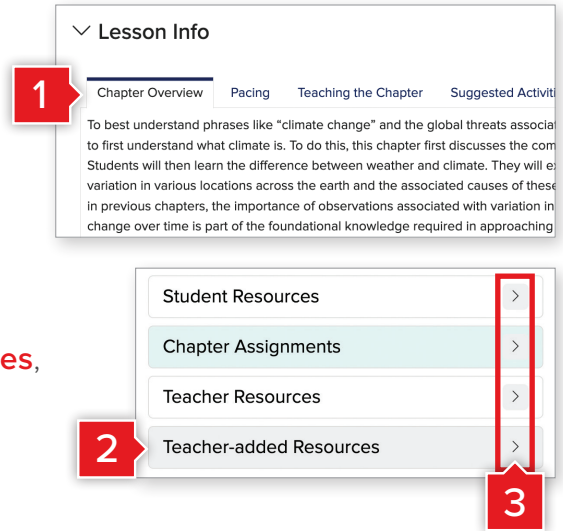 Lesson Info
1
Chapter Overview Pacing Teaching the Chapter Suggested Activiti
To best understand phrases like “climate change” and the global threats associat
to first understand what climate is. To do this, this chapter first discusses the com
Students will then learn the difference between weather and climate. They will ex
variation in various locations across the earth and the associated causes of these
in previous chapters, the importance of observations associated with variation in
change over time is part of the foundational knowledge required in approaching
Student Resources
es,
Chapter Assignments
Teacher Resources
2
Teacher-added Resources
3